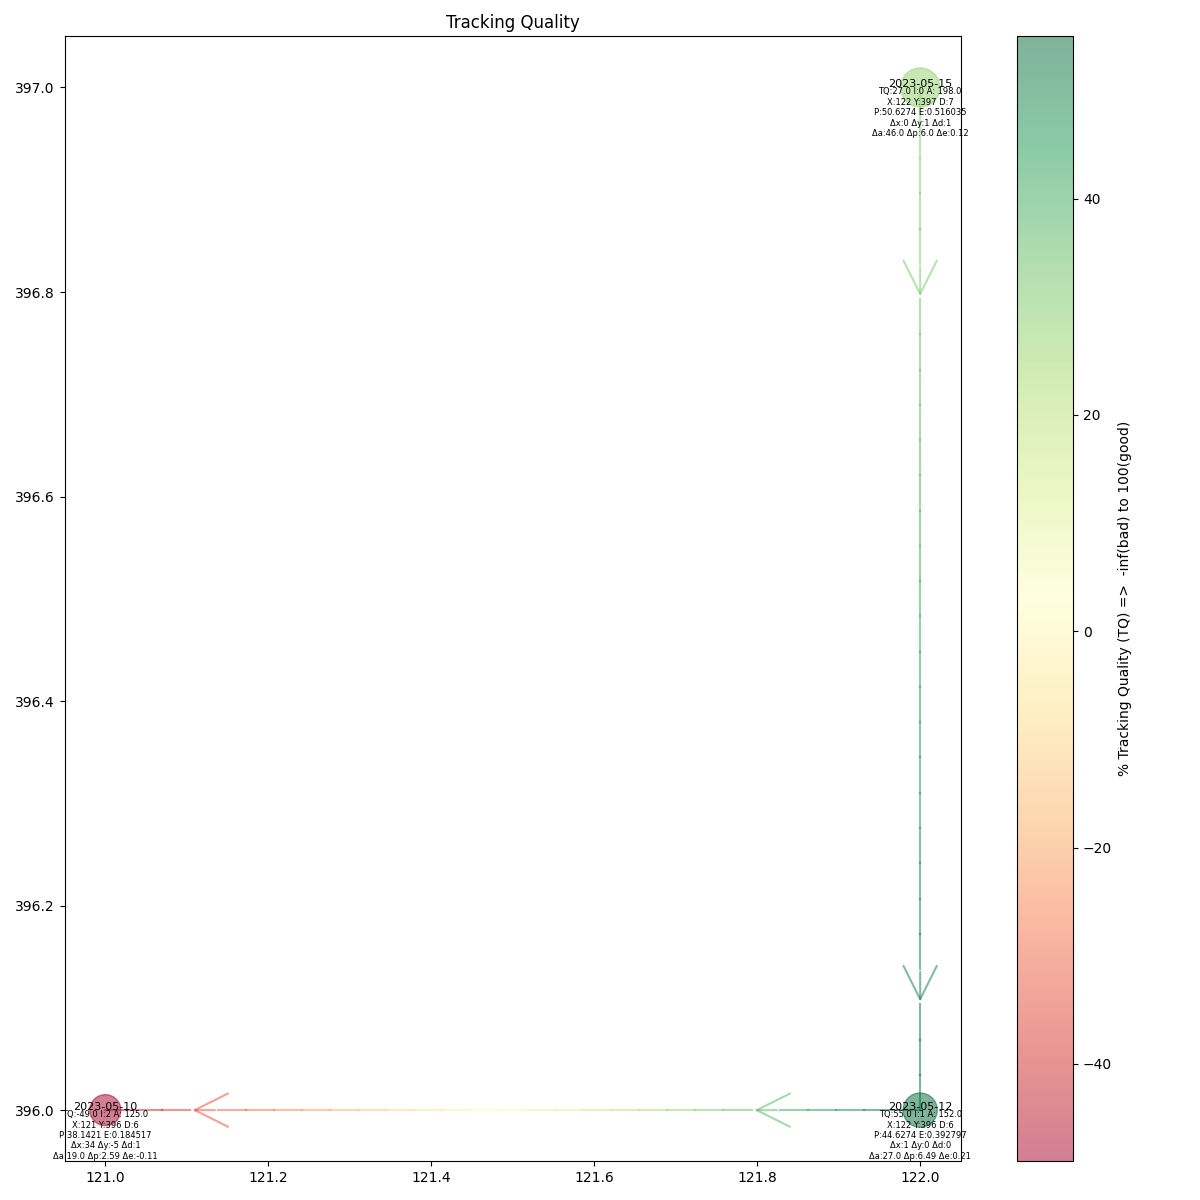 Tracking Quality
397.0
396.8
396.6
396.4
396.2
396.0
121.0
121.2
121.4
121.6
121.8
122.0
2023-05-15
TQ:27.0 I:0 A: 198.0
X:122 Y:397 D:7
P:50.6274 E:0.516035
Δx:0 Δy:1 Δd:1
Δa:46.0 Δp:6.0 Δe:0.12
2023-05-10
TQ:-49.0 I:2 A: 125.0
X:121 Y:396 D:6
P:38.1421 E:0.184517
Δx:34 Δy:-5 Δd:1
Δa:19.0 Δp:2.59 Δe:-0.11
2023-05-12
TQ:55.0 I:1 A: 152.0
X:122 Y:396 D:6
P:44.6274 E:0.392797
Δx:1 Δy:0 Δd:0
Δa:27.0 Δp:6.49 Δe:0.21
40
20
0
−20
−40
% Tracking Quality (TQ) => -inf(bad) to 100(good)